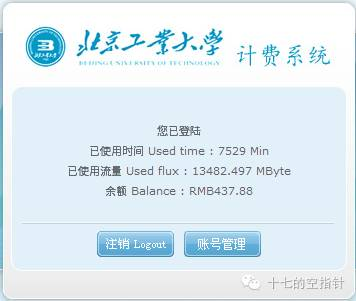 北京工業大學 计费系统
BEIJING UNIVERSITY OF TECHNOLOGY
您已登陆
已使用时间 Used time : 7529 Min
已使用流量 Used flux : 13482.497 MByte
余额 Balance : RMB437.88
注销 Logout 账号管理
十七的空指针